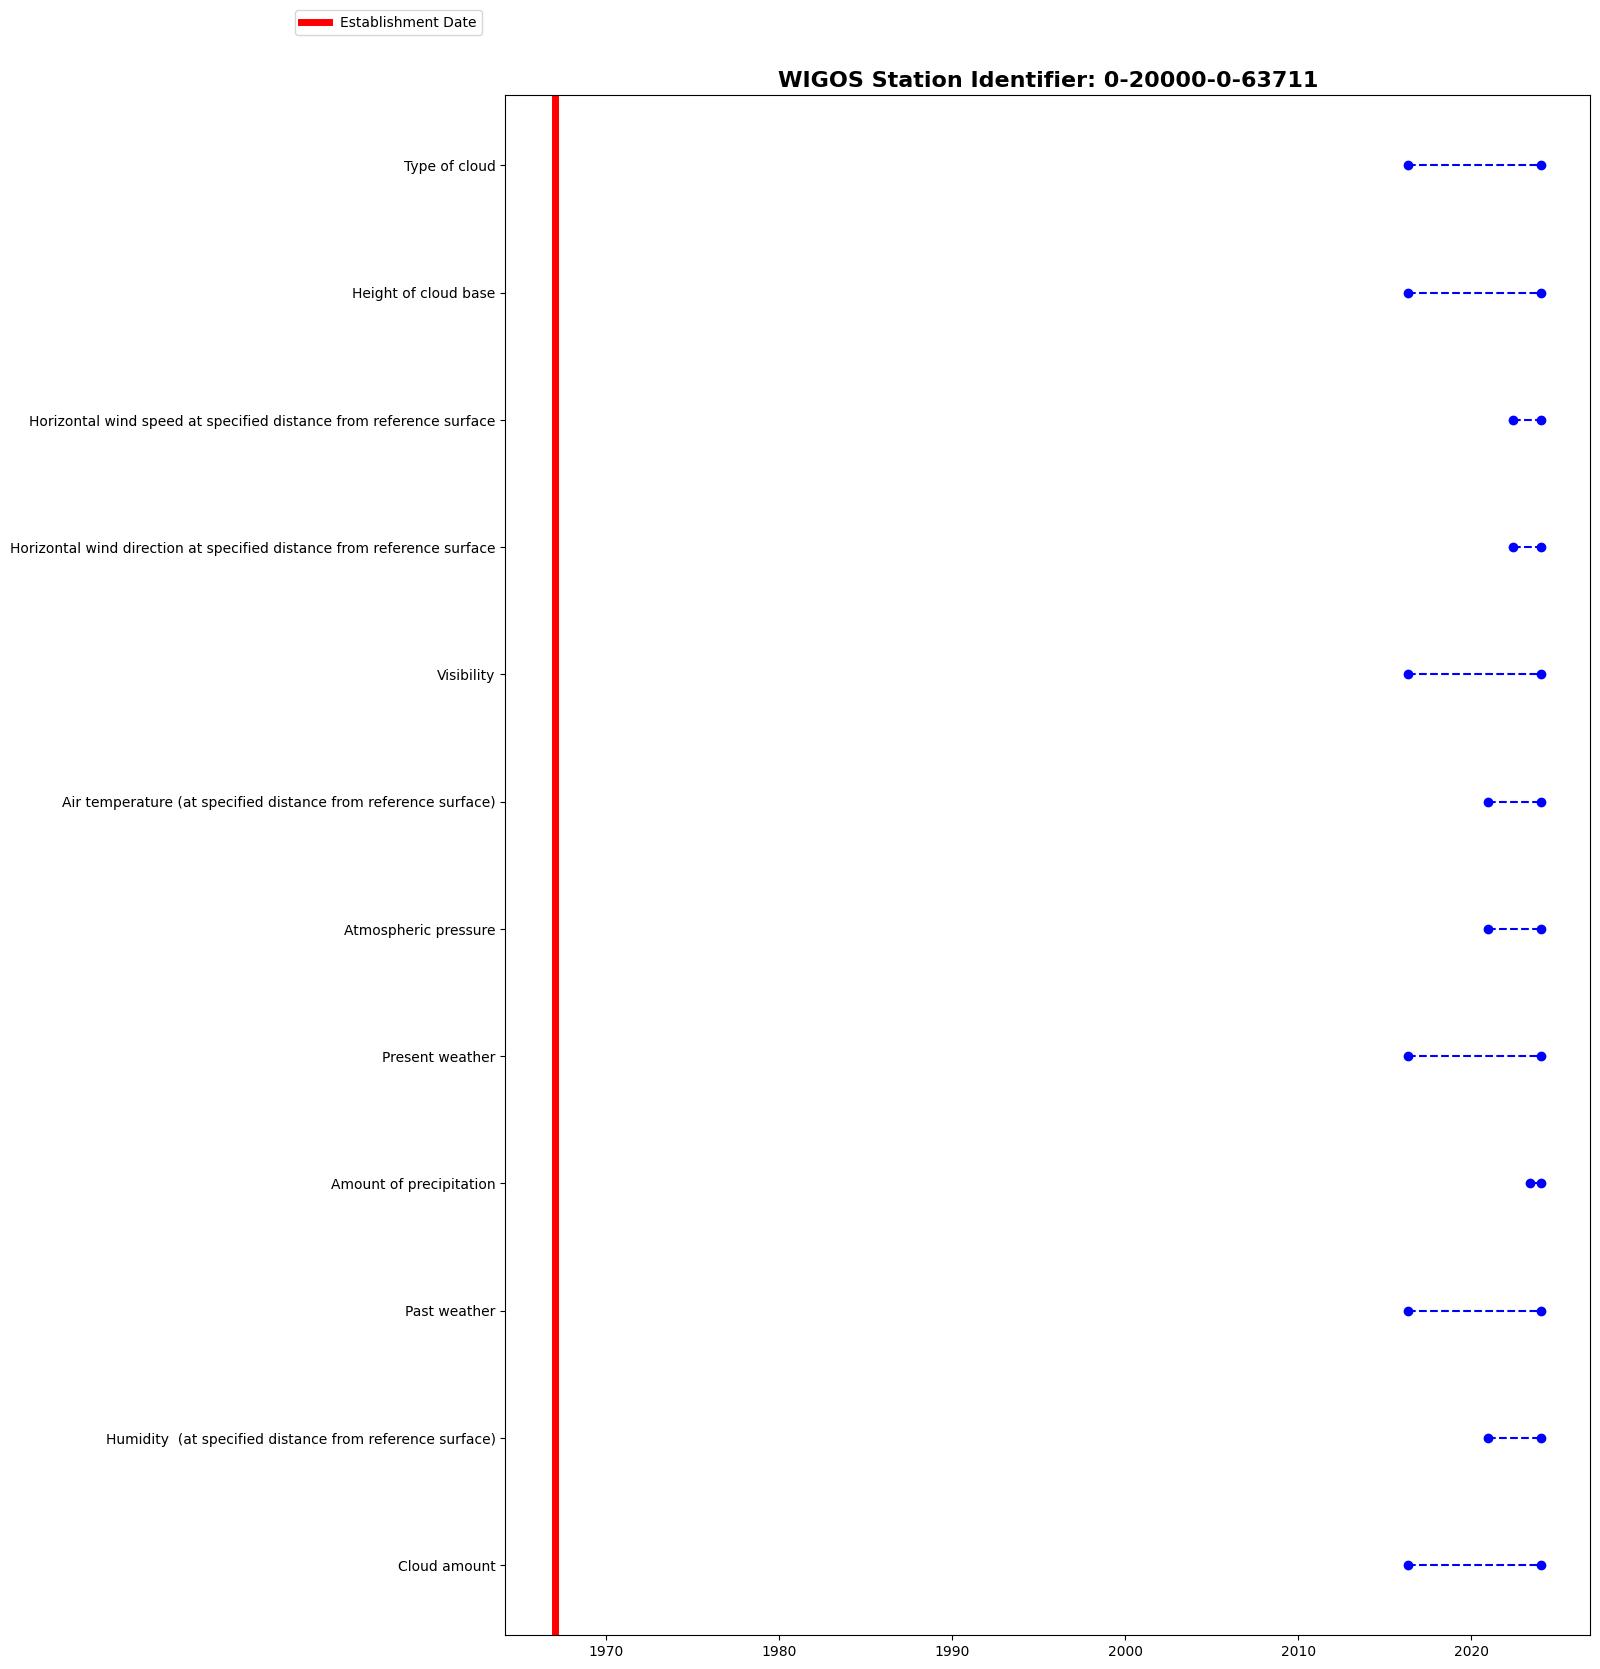 Establishment Date
WIGOS Station Identifier: 0-20000-0-63711
Type of cloud
Height of cloud base
Horizontal wind speed at specified distance from reference surface
Horizontal wind direction at specified distance from reference surface
Visibility
Air temperature (at specified distance from reference surface)
Atmospheric pressure
Present weather
Amount of precipitation
Past weather
Humidity  (at specified distance from reference surface)
Cloud amount
1970 1980 1990 2000 2010 2020